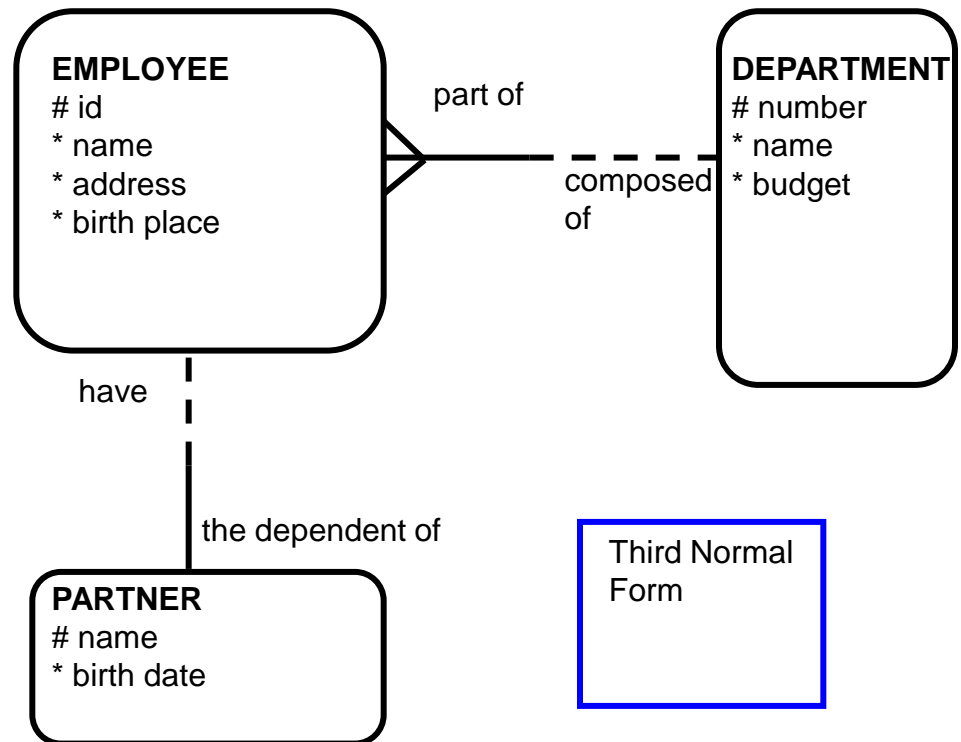 EMPLOYEE
# id
* name
* address
* birth place
part of
composed
of
DEPARTMENT
# number
* name
* budget
have
the dependent of
PARTNER
# name
* birth date
Third Normal
Form